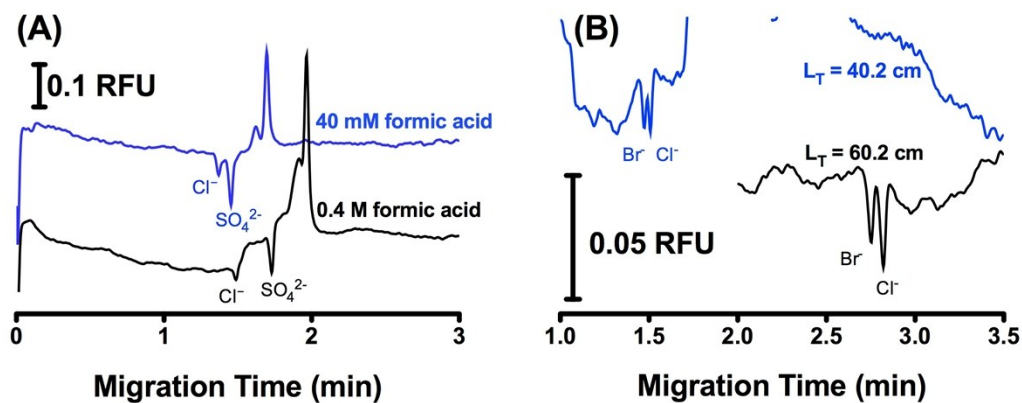 (A)
0.1 RFU
40 mM formic acid
Cl⁻
SO₄²⁻
0.4 M formic acid
Cl⁻
SO₄²⁻
0 1 2 3
Migration Time (min)
(B)
L_T = 40.2 cm
Br⁻ Cl⁻
L_T = 60.2 cm
0.05 RFU
Br⁻
Cl⁻
1.0 1.5 2.0 2.5 3.0 3.5
Migration Time (min)